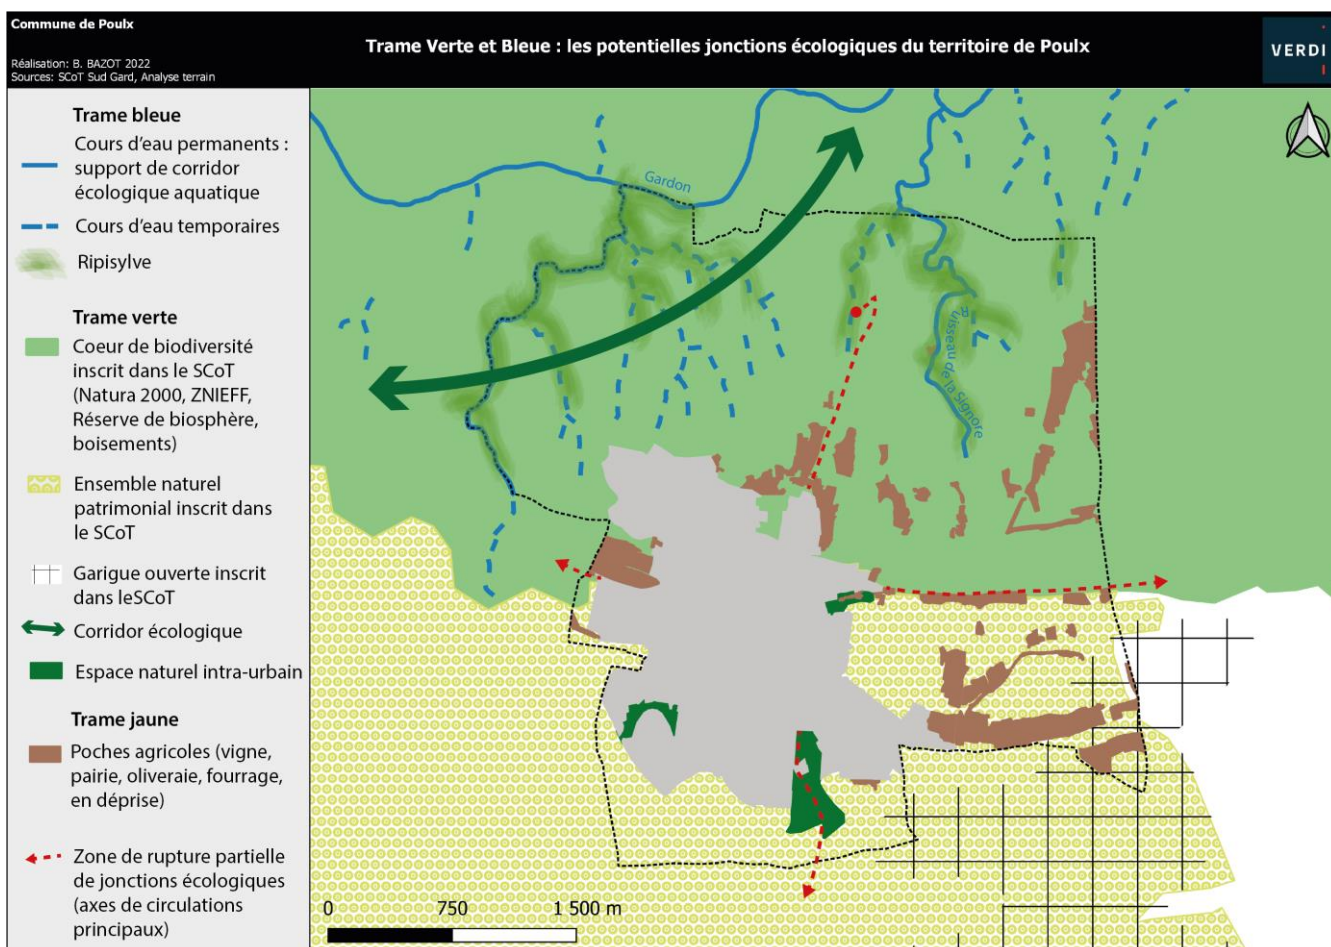 Commune de Poulx
Réalisation: B. BAZOT 2022
Sources: SCoT Sud Gard, Analyse terrain
Trame Verte et Bleue : les potentielles jonctions écologiques du territoire de Poulx
VERDI
Trame bleue
Cours d'eau permanents :
support de corridor
écologique aquatique
Cours d'eau temporaires
Ripisylve
Trame verte
Coeur de biodiversité
inscrit dans le SCoT
(Natura 2000, ZNIEFF,
Réserve de biosphère,
boisements)
Ensemble naturel
patrimonial inscrit dans
le SCoT
Garigue ouverte inscrit
dans leSCoT
Corridor écologique
Espace naturel intra-urbain
Trame jaune
Poches agricoles (vigne,
pairie, oliveraie, fourrage,
en déprise)
Zone de rupture partielle
de jonctions écologiques
(axes de circulations
principaux)
Gardon
Ruisseau de la Signore
0 750 1 500 m